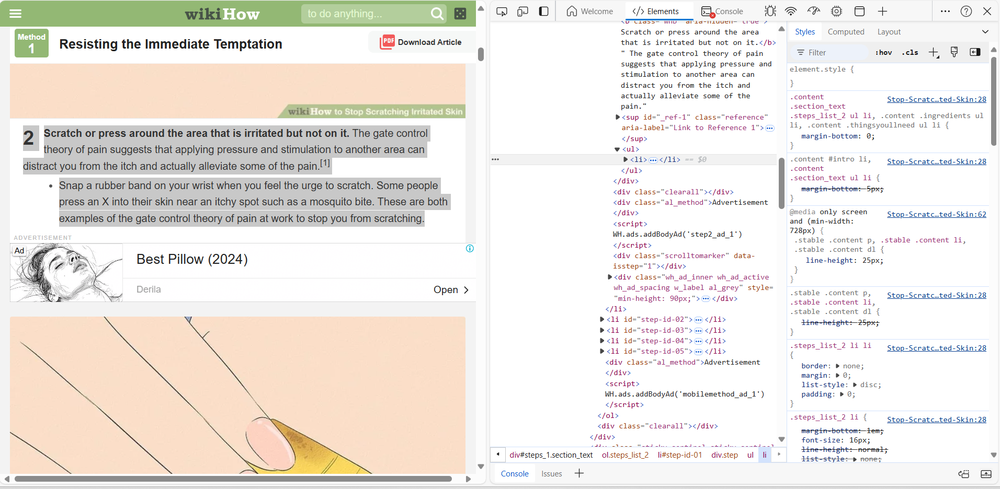 wikiHow
to do anything...
Method
1
Resisting the Immediate Temptation
PDF
Download Article
wikiHow to Stop Scratching Irritated Skin
2
Scratch or press around the area that is irritated but not on it. The gate control
theory of pain suggests that applying pressure and stimulation to another area can
distract you from the itch and actually alleviate some of the pain.[1]
• Snap a rubber band on your wrist when you feel the urge to scratch. Some people
press an X into their skin near an itchy spot such as a mosquito bite. These are both
examples of the gate control theory of pain at work to stop you from scratching.
ADVERTISEMENT
Ad
Best Pillow (2024)
Derila
Open
Welcome
</> Elements
Console
Scratch or press around the area
that is irritated but not on it.</b>
" The gate control theory of pain
suggests that applying pressure and
stimulation to another area can
distract you from the itch and
actually alleviate some of the
pain."
<sup id="_ref-1" class="reference"
aria-label="Link to Reference 1">
</sup>
<ul>
<li> </li> == $0
</ul>
</div>
<div class="clearall"></div>
<div class="al_method">Advertisement
</div>
<script>
WH.ads.addBodyAd('step2_ad_1')
</script>
<div class="scrolltomarker" data-
isstep="1"></div>
<div class="wh_ad_inner wh_ad_active
wh_ad_spacing w_label al_grey" style=
"min-height: 90px;"> </div>
</li>
<li id="step-id-02"> </li>
<li id="step-id-03"> </li>
<li id="step-id-04"> </li>
<li id="step-id-05"> </li>
<div class="al_method">Advertisement
</div>
<script>
WH.ads.addBodyAd('mobilemethod_ad_1')
</script>
</ol>
<div class="clearall"></div>
</div>
div#steps_1.section_text
ol.steps_list_2
li#step-id-01
div.step
ul
li
Styles
Computed
Layout
Filter
:hov
.cls
element.style {
}
.content
Stop-Scratc…ted-Skin:28
.section_text
.steps_list_2 ul li, .content .ingredients ul
li, .content .thingsyoullneed ul li {
margin-bottom: 0;
}
.content #intro li,
Stop-Scratc…ted-Skin:28
.content
.section_text ul li {
margin-bottom: 5px;
}
@media only screen
Stop-Scratc…ted-Skin:62
and (min-width:
728px) {
.stable .content p, .stable .content li,
.stable .content dl {
line-height: 25px;
}
}
.stable .content p,
Stop-Scratc…ted-Skin:28
.stable .content li,
.stable .content dl {
line-height: 25px;
}
.steps_list_2 li li
Stop-Scratc…ted-Skin:28
{
border: none;
margin: 0;
list-style: disc;
padding: 0;
}
.steps_list_2 li {
Stop-Scratc…ted-Skin:28
margin-bottom: 1em;
font-size: 16px;
line-height: normal;
list-style: none;
Console
Issues